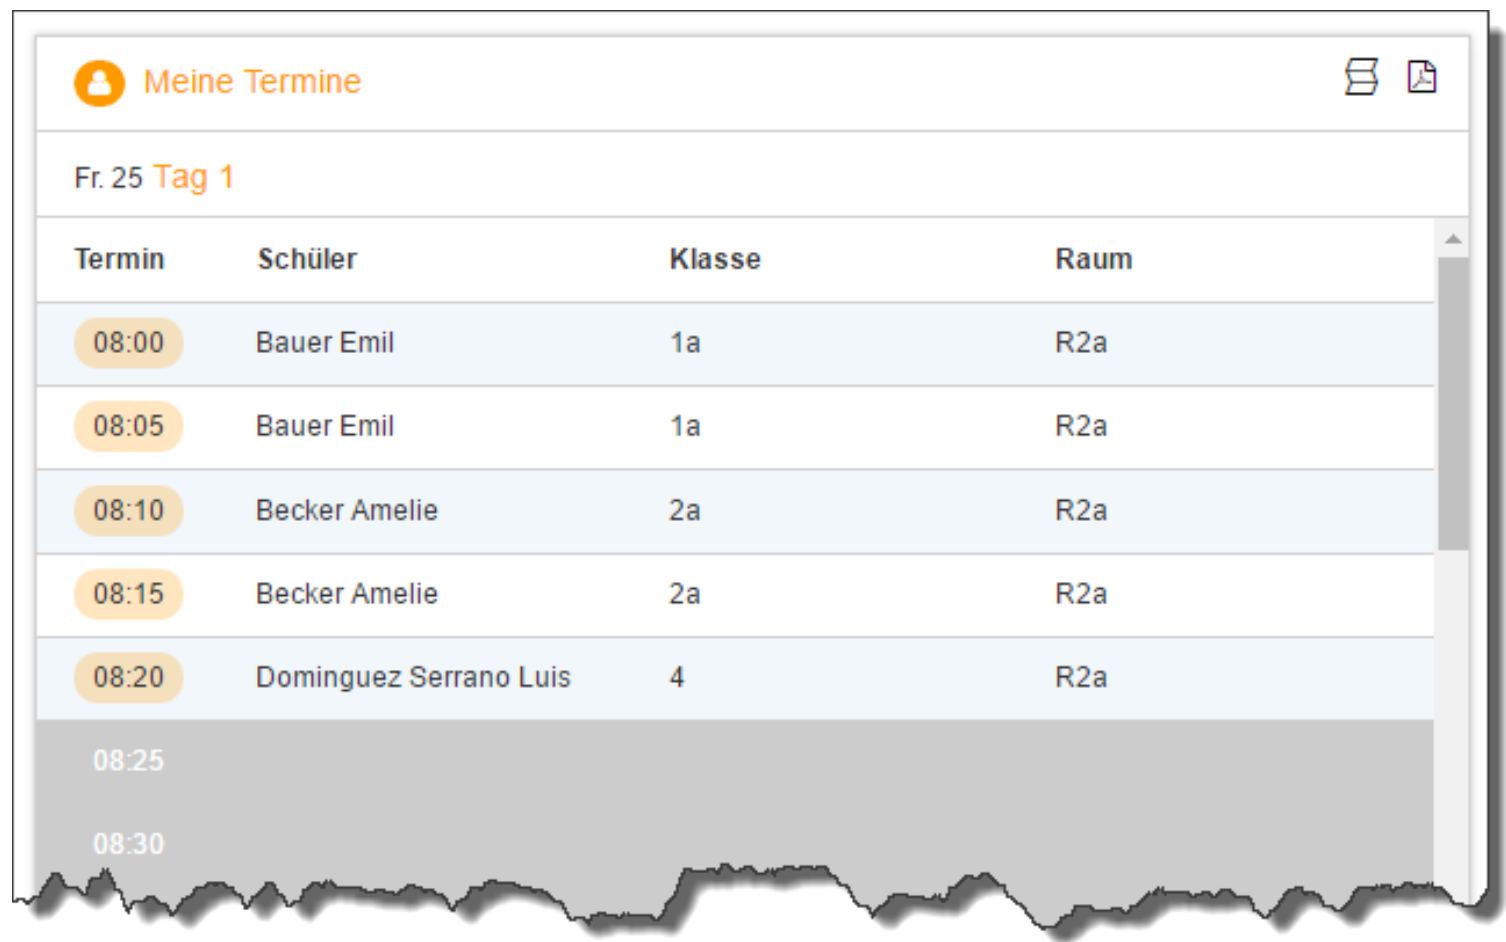 Meine Termine
Fr. 25 Tag 1
Termin Schüler Klasse Raum
08:00 Bauer Emil 1a R2a
08:05 Bauer Emil 1a R2a
08:10 Becker Amelie 2a R2a
08:15 Becker Amelie 2a R2a
08:20 Dominguez Serrano Luis 4 R2a
08:25
08:30